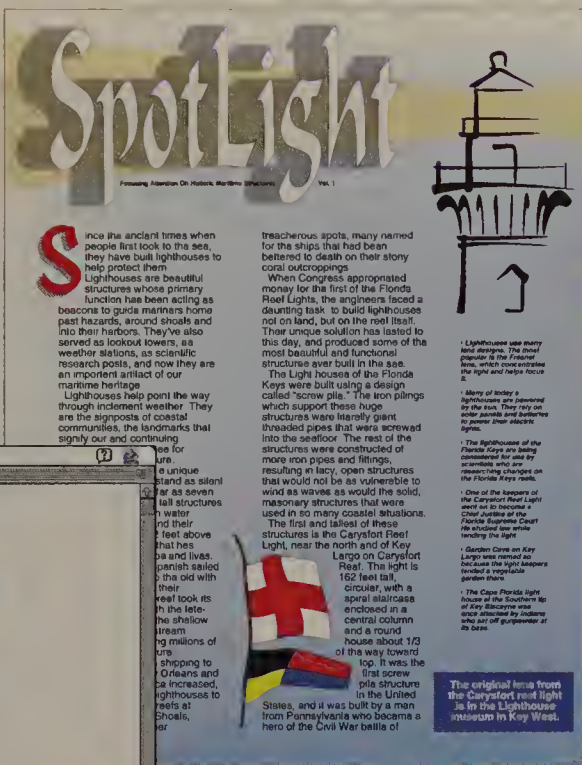 SpotLight
Focusing Attention On Historic Maritime Structures Vol. 1
Since the ancient times when
people first took to the sea,
they have built lighthouses to
help protect them
Lighthouses are beautiful
structures whose primary
function has been acting as
beacons to guide mariners home
past hazards, around shoals and
into their harbors. They've also
served as lookout towers, as
weather stations, as scientific
research posts, and now they are
an important artifact of our
maritime heritage
Lighthouses help point the way
through inclement weather They
are the signposts of coastal
communities, the landmarks that
signify our and continuing
for
ure.
e unique
stand as silent
far as seven
tall structures
water
nd their
feet above
that has
and lives.
panish sailed
the old with
their
reef took its
h the
the shallow
tream
ng millions of
ure
shipping to
Orleans and
ce increased,
ighthouses to
reefs at
Shoals,
er
treacherous spots, many named
for the ships that had been
battered to death on their stony
coral outcroppings
When Congress appropriated
money for the first of the Florida
Reef Lights, the engineers faced a
daunting task to build lighthouses
not on land, but on the reef itself.
Their unique solution has lasted to
this day, and produced some of the
most beautiful and functional
structures ever built in the sea.
The Light houses of the Florida
Keys were built using a design
called "screw pile." The iron pilings
which support these huge
structures were literally giant
threaded pipes that were screwed
into the seafloor The rest of the
structures were constructed of
more iron pipes and fittings,
resulting in lacy, open structures
that would not be as vulnerable to
wind as waves as would the solid,
masonary structures that were
used in so many coastal situations.
The first and tallest of these
structures is the Carysfort Reef
Light, near the north end of Key
Largo on Carysfort
Reef. The light is
162 feet tall,
circular, with a
spiral staircase
enclosed in a
central column
and a round
house about 1/3
of the way toward
top. It was the
first screw
pile structure
in the United
States, and it was built by a man
from Pennsylvania who became a
hero of the Civil War battle of
• Lighthouses use many
lens designs. The most
popular is the Fresnel
lens, which concentrates
the light and helps focus
it.
• Many of today's
lighthouses are powered
by the sun. They rely on
solar panels and batteries
to power their electric
lights.
• The lighthouses of the
Florida Keys are being
considered for use by
scientists who are
researching changes on
the Florida Keys reefs.
• One of the keepers of
the Carysfort Reef Light
went on to become a
Chief Justice of the
Florida Supreme Court
He studied law while
tending the light
• Garden Cove on Key
Largo was named so
because the light keepers
tended a vegetable
garden there.
• The Cape Florida light
house at the Southern tip
of Key Biscayne was
once attacked by Indians
who set off gunpowder at
its base.
The original lens from
the Carysfort reef light
is in the Lighthouse
museum in Key West.